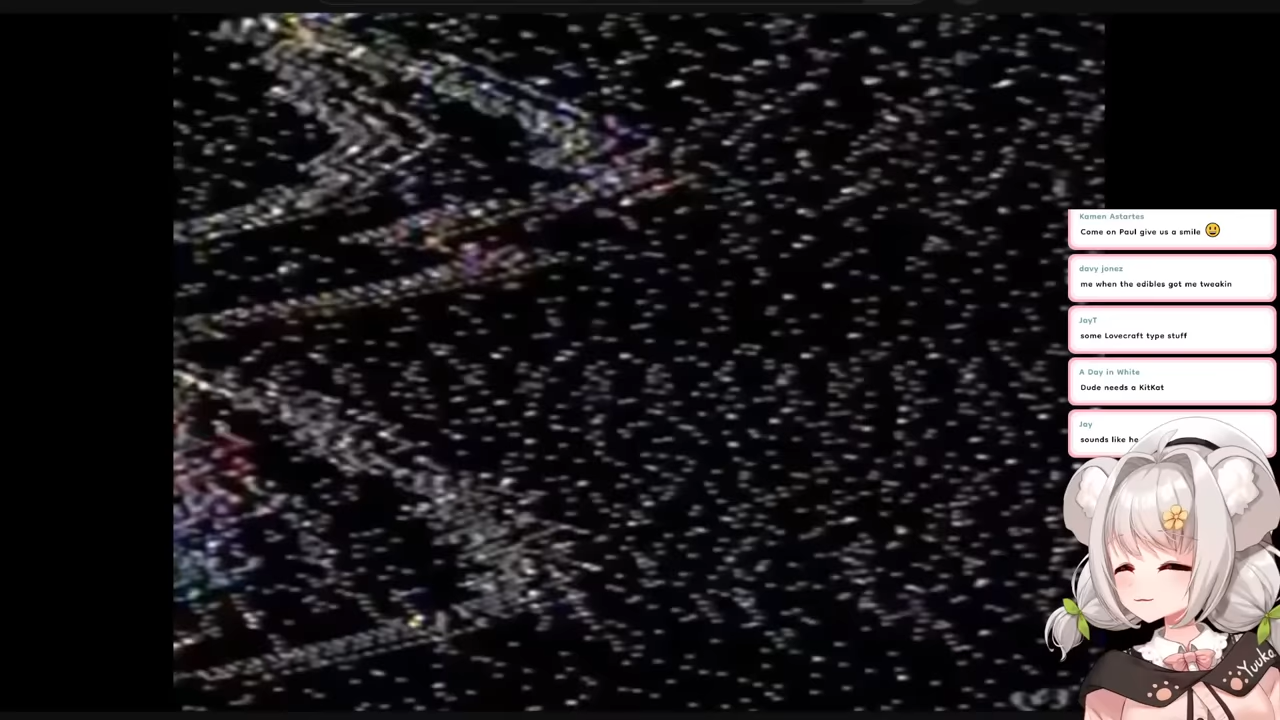 Kamen Astartes
Come on Paul give us a smile
davy jonez
me when the edibles got me tweakin
JayT
some Lovecraft type stuff
A Day in White
Dude needs a KitKat
Jay
sounds like he
Yuuka